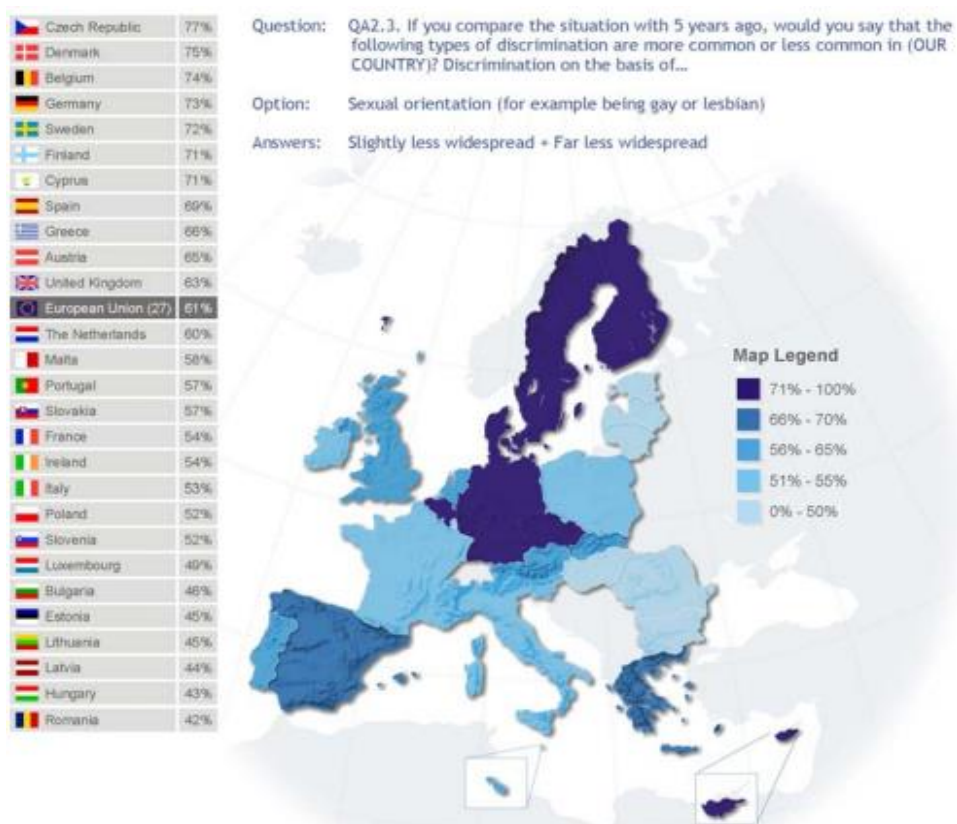 Czech Republic 77%
Denmark 75%
Belgium 74%
Germany 73%
Sweden 72%
Finland 71%
Cyprus 71%
Spain 69%
Greece 66%
Austria 65%
United Kingdom 63%
European Union (27) 61%
The Netherlands 60%
Malta 58%
Portugal 57%
Slovakia 57%
France 54%
Ireland 54%
Italy 53%
Poland 52%
Slovenia 52%
Luxembourg 49%
Bulgaria 46%
Estonia 45%
Lithuania 45%
Latvia 44%
Hungary 43%
Romania 42%
Question: QA2.3. If you compare the situation with 5 years ago, would you say that the
following types of discrimination are more common or less common in (OUR
COUNTRY)? Discrimination on the basis of...
Option: Sexual orientation (for example being gay or lesbian)
Answers: Slightly less widespread + Far less widespread
Map Legend
71% - 100%
66% - 70%
56% - 65%
51% - 55%
0% - 50%